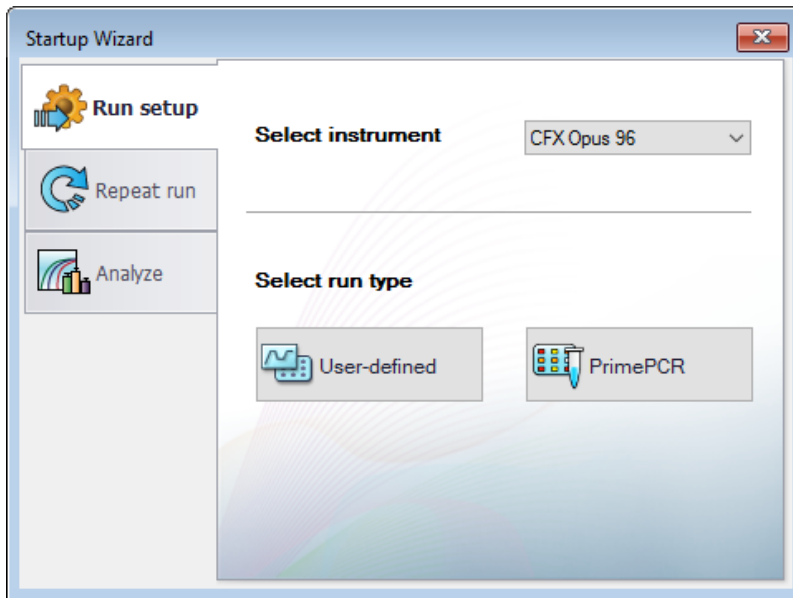 Startup Wizard
Run setup
Select instrument
CFX Opus 96
Repeat run
Analyze
Select run type
User-defined
PrimePCR